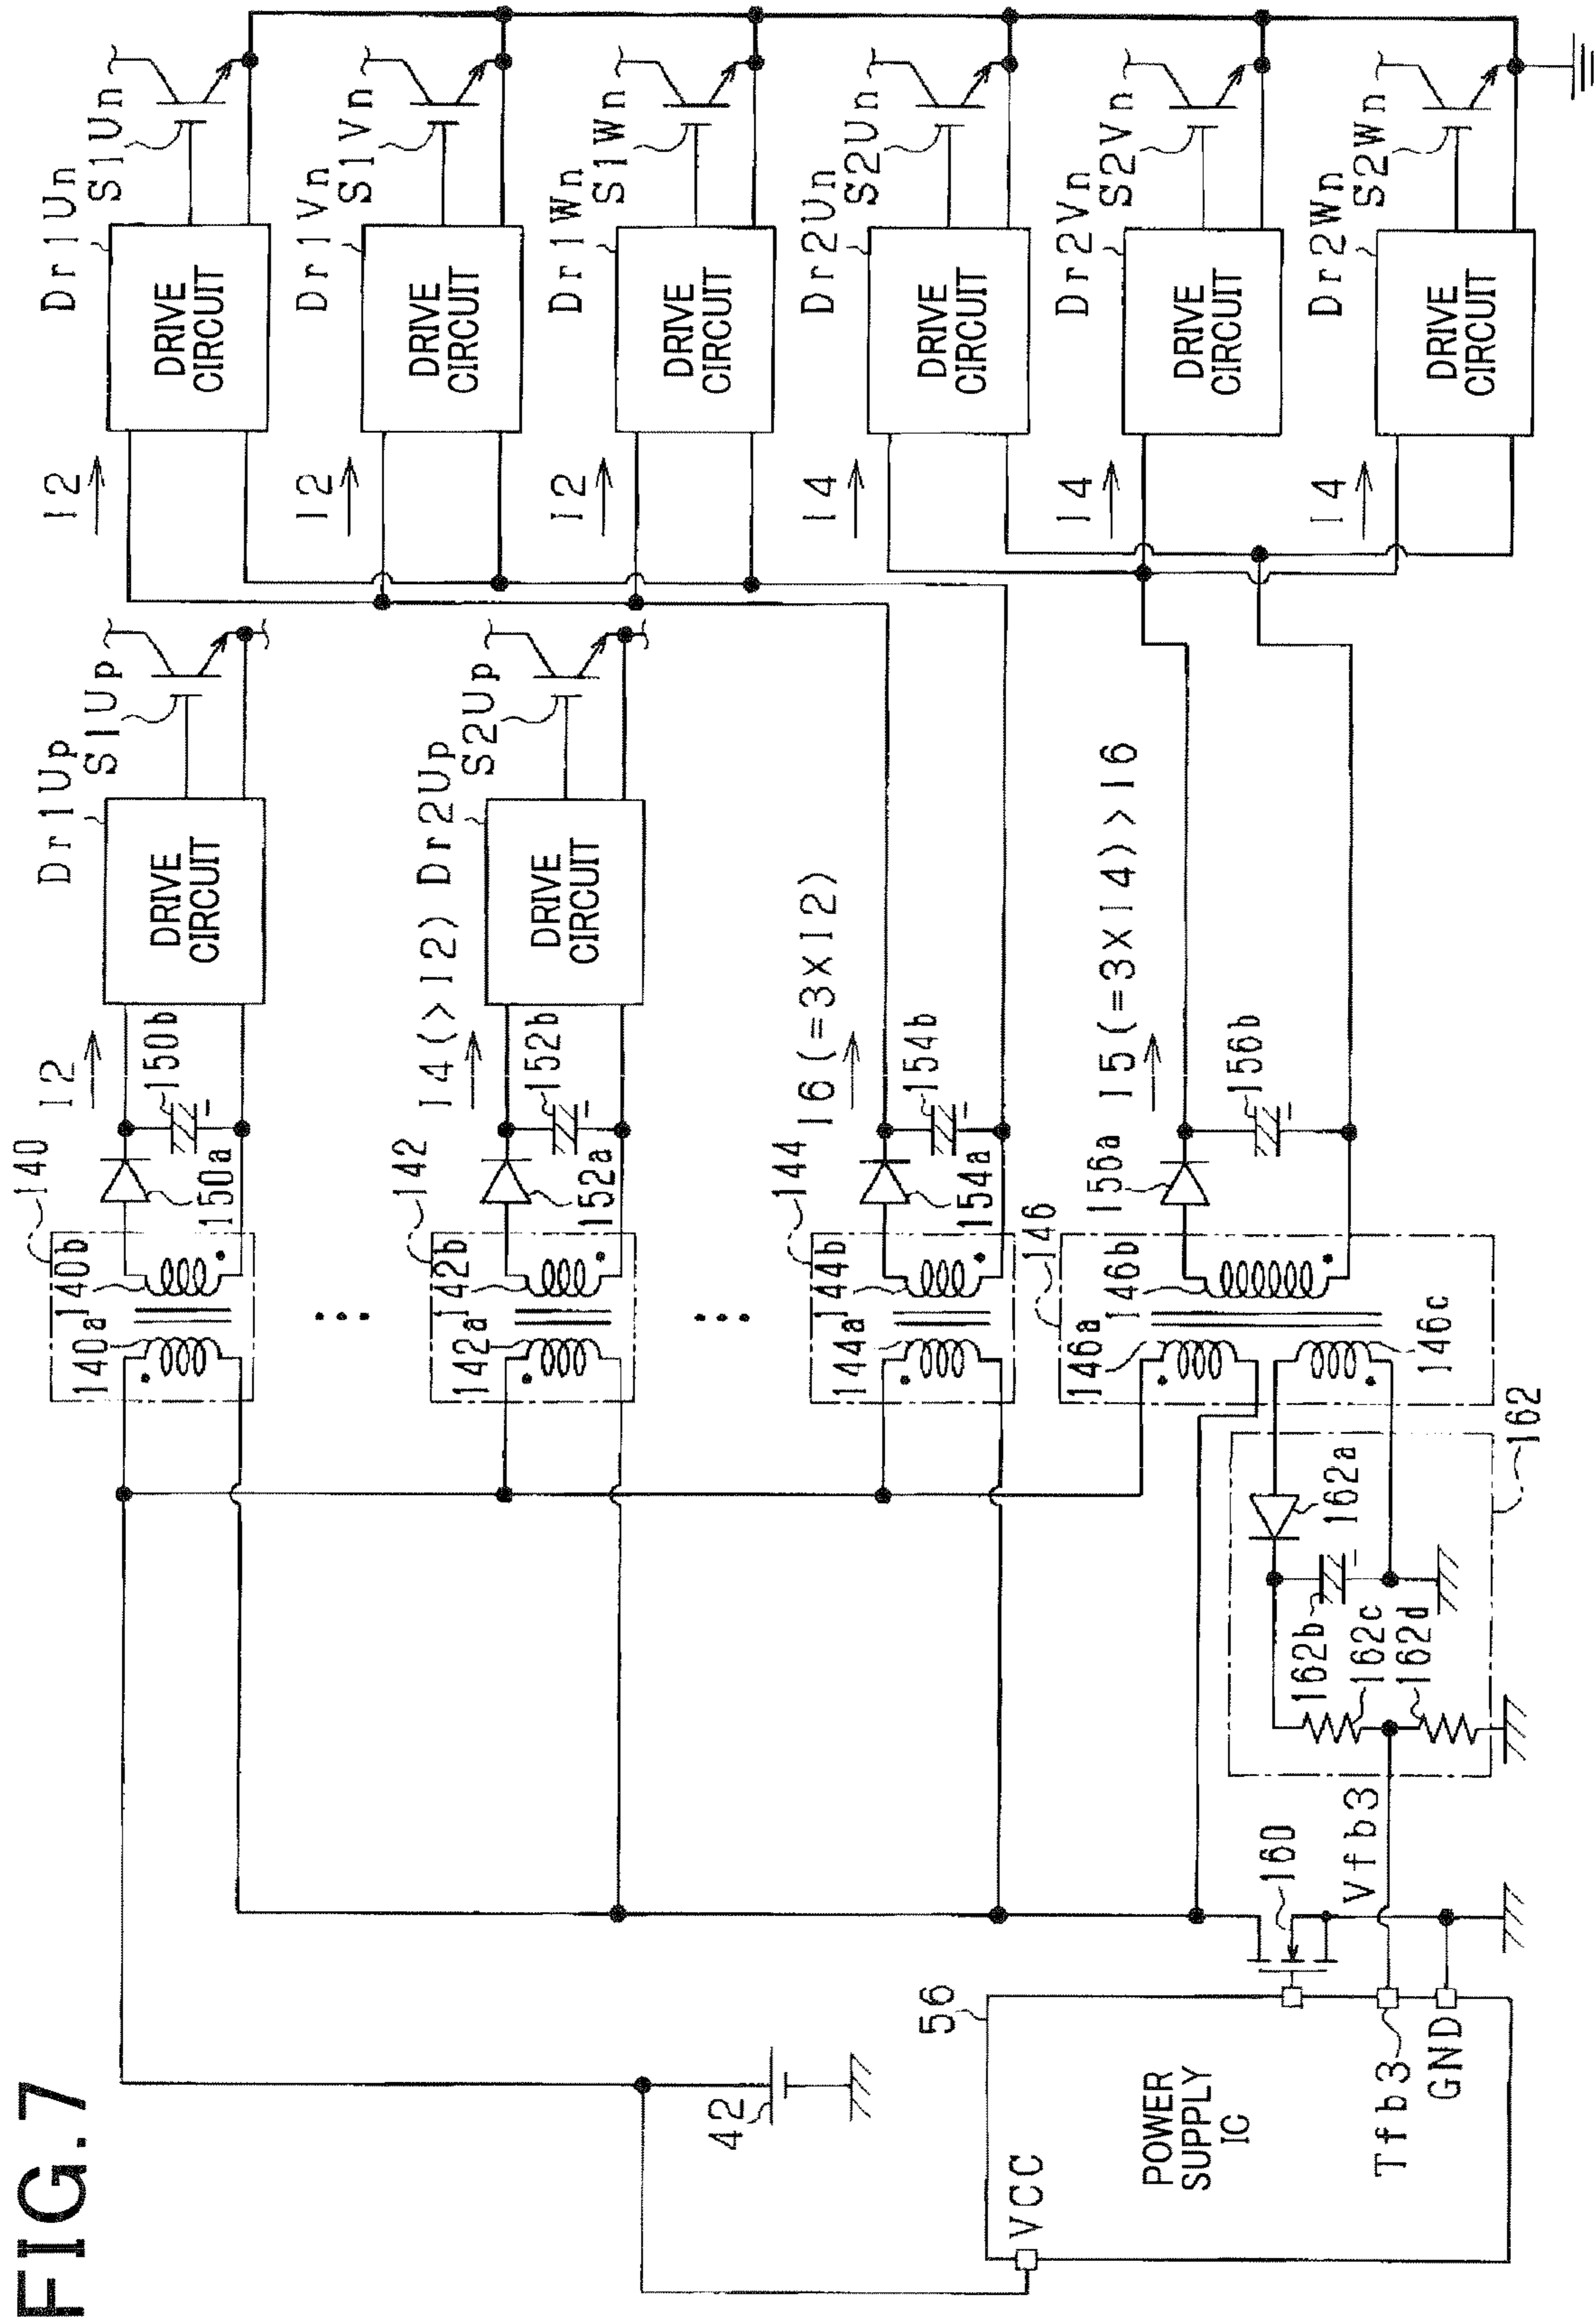 FIG.7
140
140a
140b
150a
150b
I2
Dr1Up
S1Up
DRIVE
CIRCUIT
142
142a
142b
152a
152b
I4(>I2)
Dr2Up
S2Up
DRIVE
CIRCUIT
144
144a
144b
154a
154b
I6(=3×I2)
146
146a
146b
146c
156a
156b
I5(=3×I4)>I6
I2
Dr1Un
S1Un
DRIVE
CIRCUIT
I2
Dr1Vn
S1Vn
DRIVE
CIRCUIT
I2
Dr1Wn
S1Wn
DRIVE
CIRCUIT
I4
Dr2Un
S2Un
DRIVE
CIRCUIT
I4
Dr2Vn
S2Vn
DRIVE
CIRCUIT
I4
Dr2Wn
S2Wn
DRIVE
CIRCUIT
42
56
VCC
POWER
SUPPLY
IC
Tfb3
GND
160
Vfb3
162
162a
162b
162c
162d